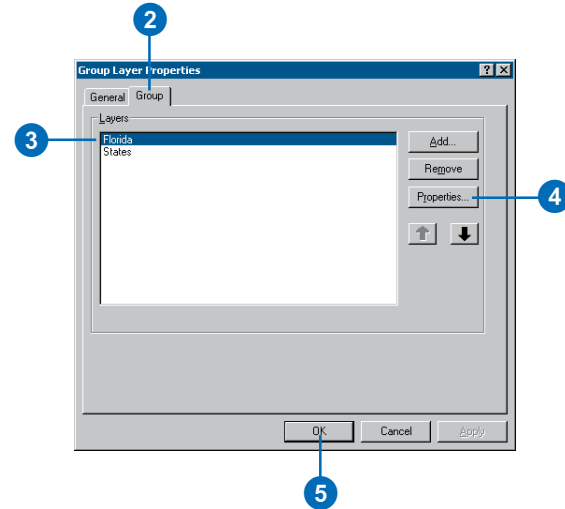 2
Group Layer Properties
General Group
Layers
3
Florida
States
Add...
Remove
Properties...
4
OK
Cancel
Apply
5